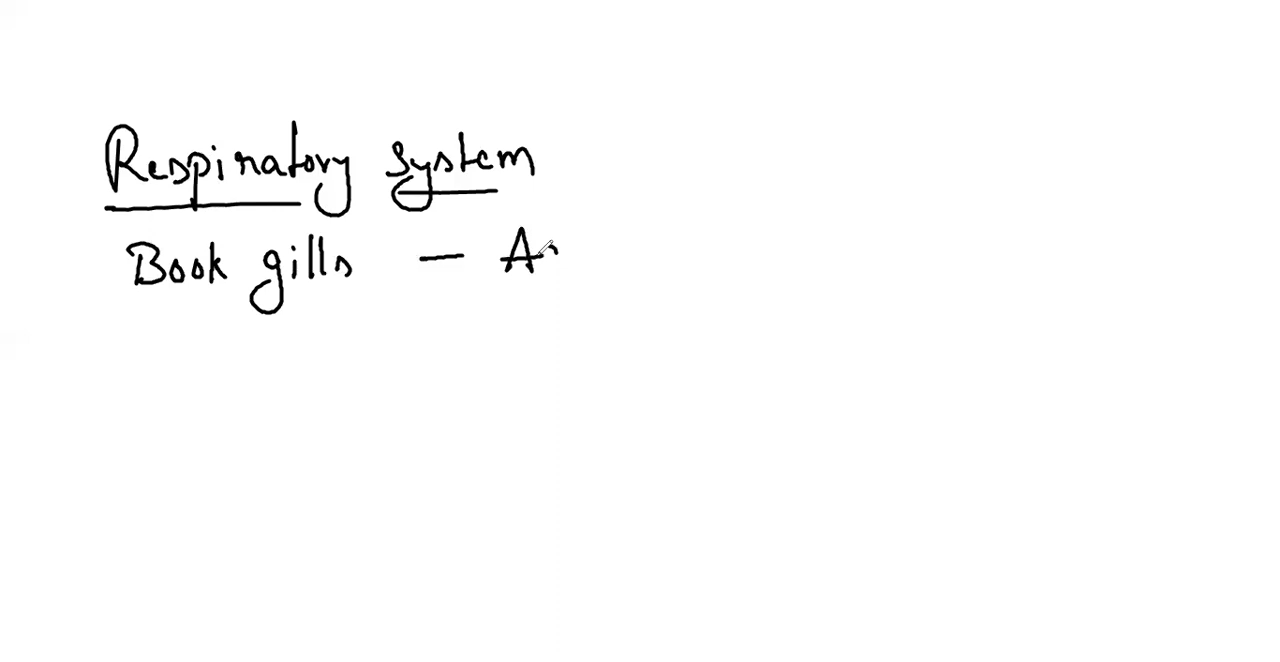 Respiratory system
Book gills — A